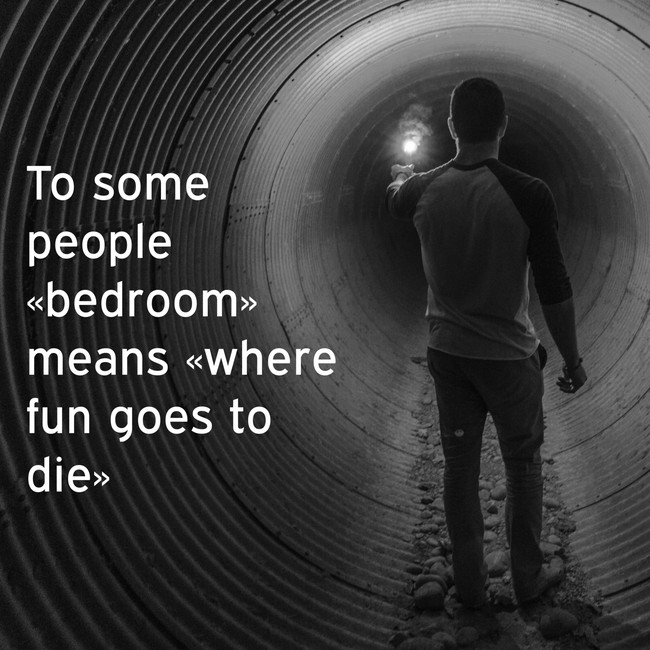 To some
people
«bedroom»
means «where
fun goes to
die»